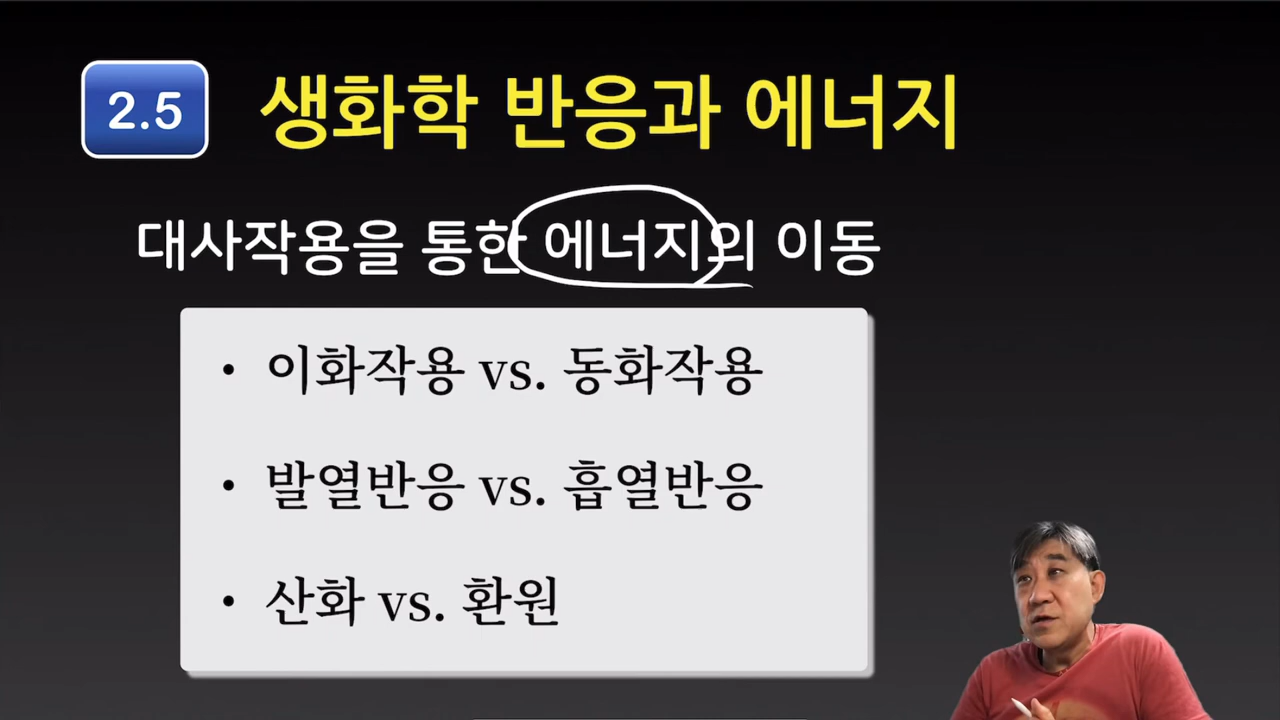 2.5 생화학 반응과 에너지
대사작용을 통한 에너지의 이동
• 이화작용 vs. 동화작용
• 발열반응 vs. 흡열반응
• 산화 vs. 환원